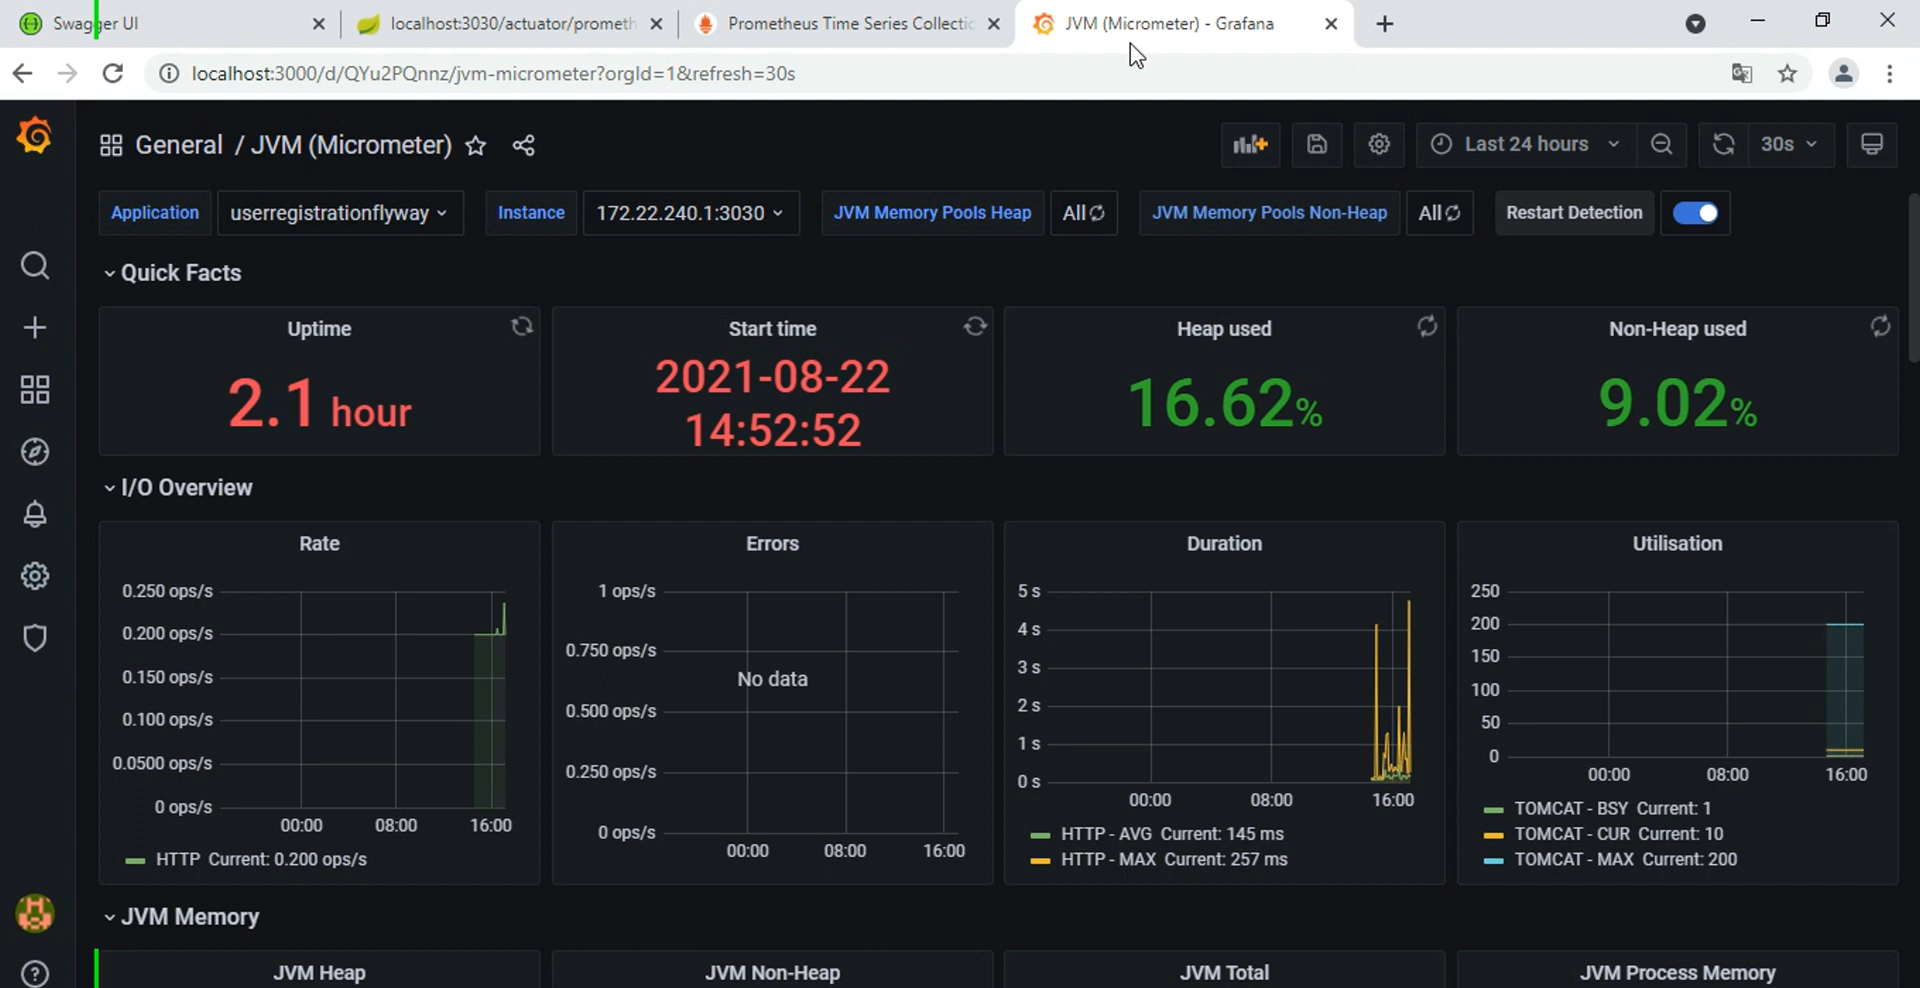 Swagger UI
localhost:3030/actuator/prometh
Prometheus Time Series Collectic
JVM (Micrometer) - Grafana
localhost:3000/d/QYu2PQnnz/jvm-micrometer?orgId=1&refresh=30s
General / JVM (Micrometer)
Last 24 hours
30s
Application
userregistrationflyway
Instance
172.22.240.1:3030
JVM Memory Pools Heap
All
JVM Memory Pools Non-Heap
All
Restart Detection
Quick Facts
Uptime
2.1 hour
Start time
2021-08-22
14:52:52
Heap used
16.62%
Non-Heap used
9.02%
I/O Overview
Rate
0.250 ops/s
0.200 ops/s
0.150 ops/s
0.100 ops/s
0.0500 ops/s
0 ops/s
00:00 08:00 16:00
HTTP Current: 0.200 ops/s
Errors
1 ops/s
0.750 ops/s
No data
0.500 ops/s
0.250 ops/s
0 ops/s
00:00 08:00 16:00
Duration
5 s
4 s
3 s
2 s
1 s
0 s
00:00 08:00 16:00
HTTP - AVG Current: 145 ms
HTTP - MAX Current: 257 ms
Utilisation
250
200
150
100
50
0
00:00 08:00 16:00
TOMCAT - BSY Current: 1
TOMCAT - CUR Current: 10
TOMCAT - MAX Current: 200
JVM Memory
JVM Heap
JVM Non-Heap
JVM Total
JVM Process Memory